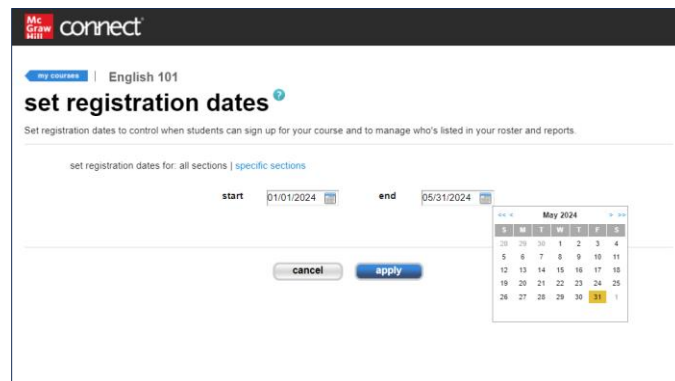 Mc
Graw
Hill
connect
my courses | English 101
set registration dates ?
Set registration dates to control when students can sign up for your course and to manage who's listed in your roster and reports.
set registration dates for: all sections | specific sections
start 01/01/2024 end 05/31/2024
<< < May 2024 > >>
S M T W T F S
28 29 30 1 2 3 4
5 6 7 8 9 10 11
12 13 14 15 16 17 18
19 20 21 22 23 24 25
26 27 28 29 30 31 1
cancel apply